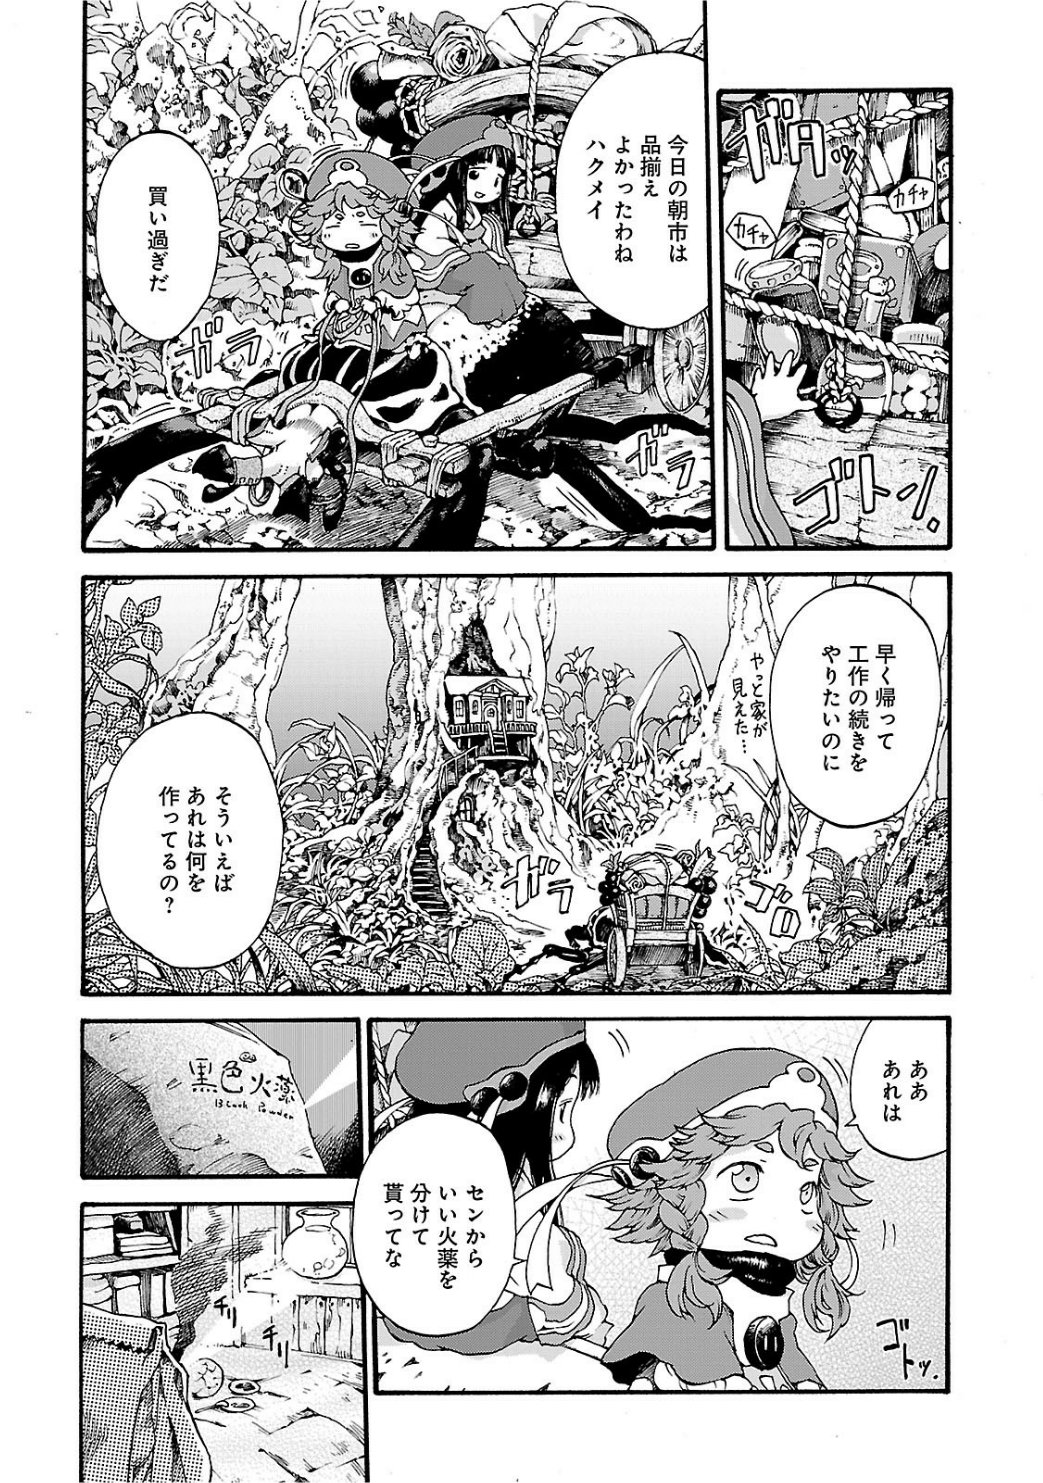 ガタッ
カチャ
カチャ
ゴトン。
今日の朝市は
品揃え
よかったわね
ハクメイ
買い過ぎだ
ガラ
ガラ
早く帰って
工作の続きを
やりたいのに
やっと家が
見えた…
ゴロ
ガラ
そういえば
あれは何を
作ってるの?
ああ
あれは
センから
いい火薬を
分けて
貰ってな
ゴトッ。
黒色火薬
Black Powder
チリ
チリ